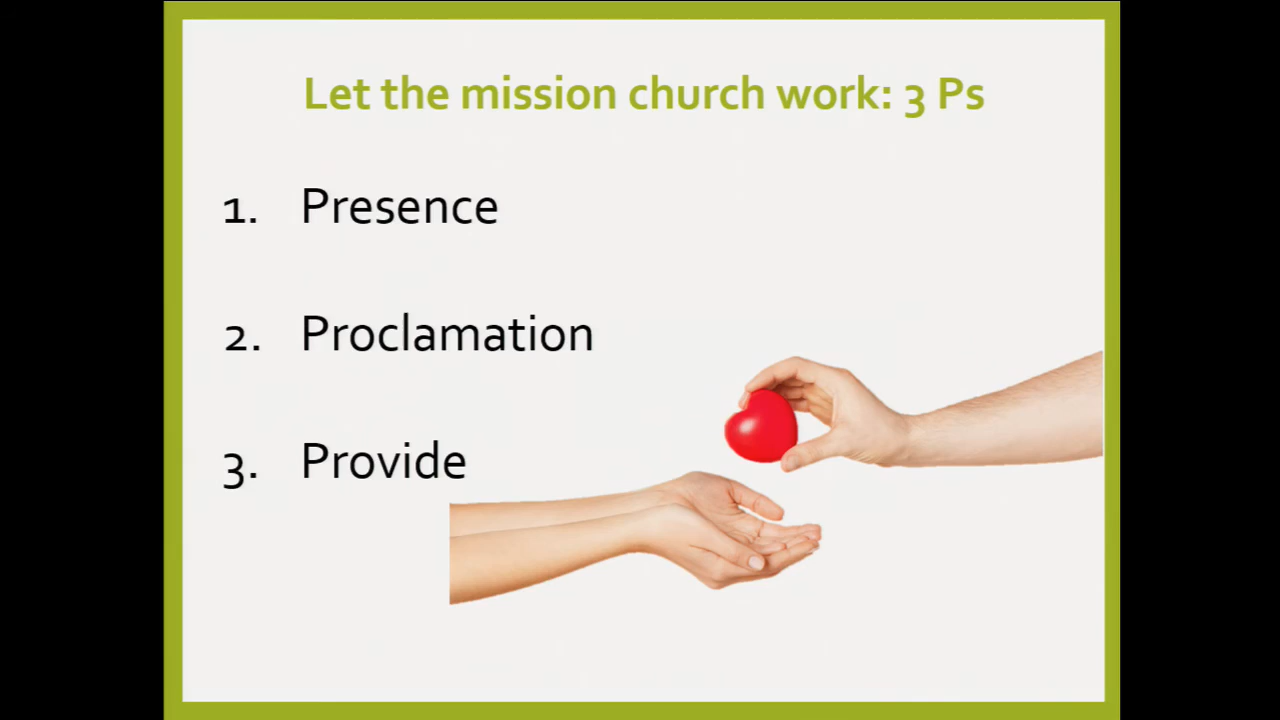 Let the mission church work: 3 Ps
1. Presence
2. Proclamation
3. Provide